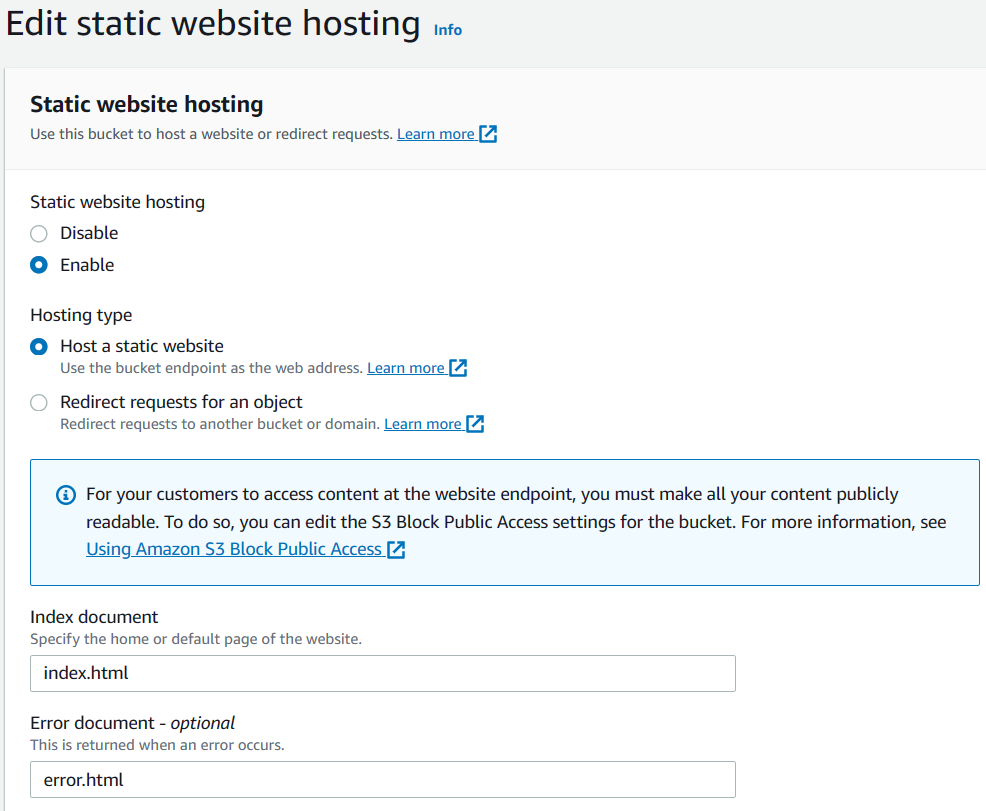 Edit static website hosting Info
Static website hosting
Use this bucket to host a website or redirect requests. Learn more
Static website hosting
Disable
Enable
Hosting type
Host a static website
Use the bucket endpoint as the web address. Learn more
Redirect requests for an object
Redirect requests to another bucket or domain. Learn more
For your customers to access content at the website endpoint, you must make all your content publicly
readable. To do so, you can edit the S3 Block Public Access settings for the bucket. For more information, see
Using Amazon S3 Block Public Access
Index document
Specify the home or default page of the website.
index.html
Error document - optional
This is returned when an error occurs.
error.html